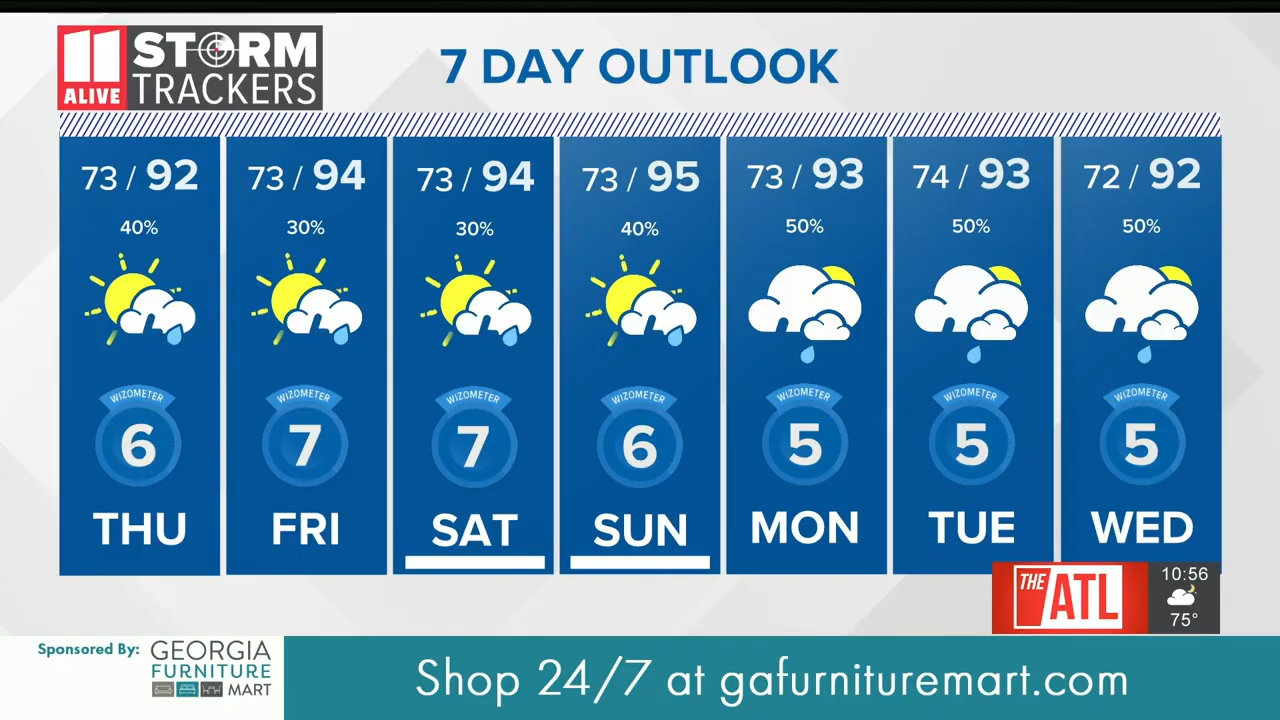 11 ALIVE STORM TRACKERS
7 DAY OUTLOOK
73 / 92
40%
WIZOMETER
6
THU
73 / 94
30%
WIZOMETER
7
FRI
73 / 94
30%
WIZOMETER
7
SAT
73 / 95
40%
WIZOMETER
6
SUN
73 / 93
50%
WIZOMETER
5
MON
74 / 93
50%
WIZOMETER
5
TUE
72 / 92
50%
WIZOMETER
5
WED
THE ATL
10:56
75°
Sponsored By:
GEORGIA
FURNITURE
MART
Shop 24/7 at gafurnituremart.com